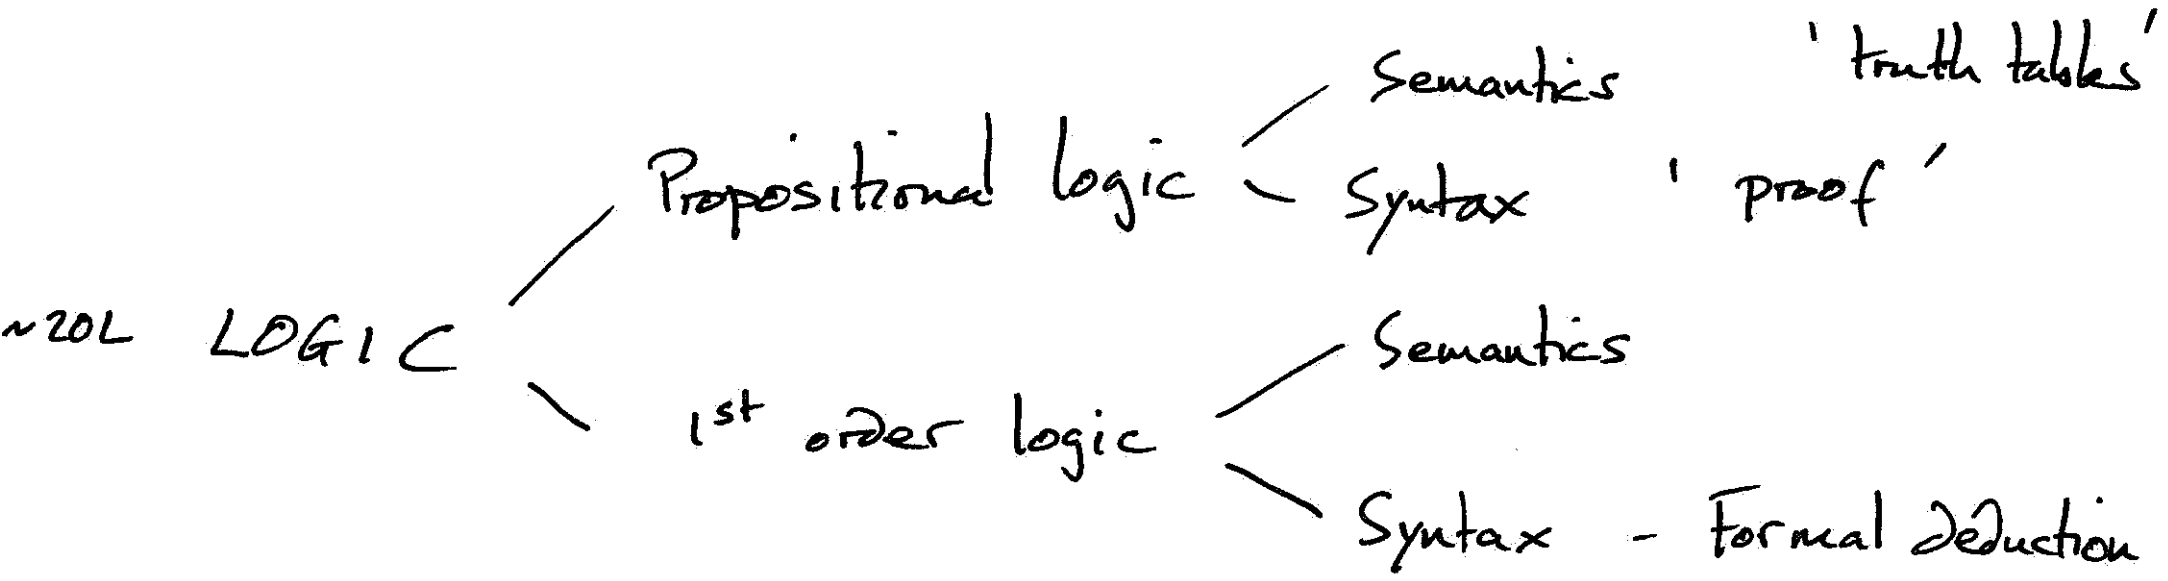 Semantics 'truth tables'
Propositional logic
Syntax 'proof'
~20L LOGIC
Semantics
1st order logic
Syntax - Formal deduction